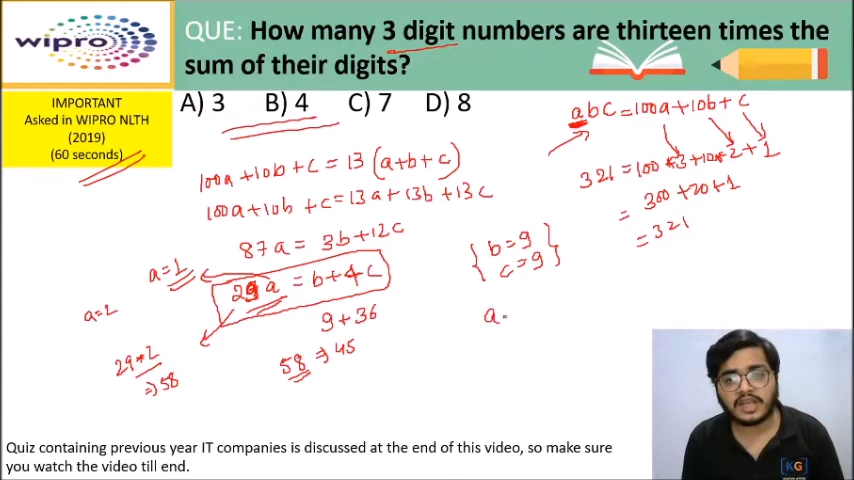 wipro
QUE: How many 3 digit numbers are thirteen times the
sum of their digits?
IMPORTANT
Asked in WIPRO NLTH
(2019)
(60 seconds)
A) 3 B) 4 C) 7 D) 8
abc = 100a + 10b + c
321 = 100*3 + 10*2 + 1
= 300 + 20 + 1
= 321
100a + 10b + c = 13 (a+b+c)
100a + 10b + c = 13a + 13b + 13c
87a = 3b + 12c
a=1
29a = b + 4c
{ b=9
c=9 }
a=2
9 + 36
a=
29*2
58 ⇒ 45
⇒ 58
Quiz containing previous year IT companies is discussed at the end of this video, so make sure
you watch the video till end.
KG